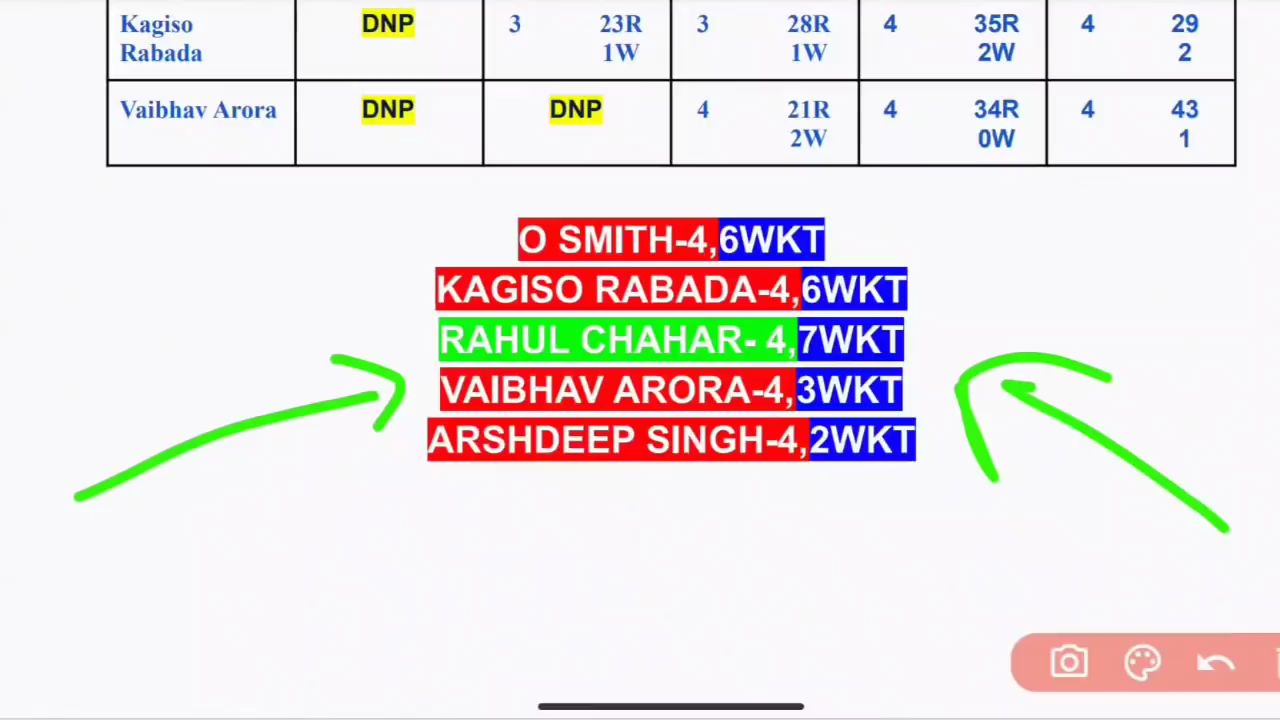 Kagiso DNP 3 23R 3 28R 4 35R 4 29
Rabada 1W 1W 2W 2
Vaibhav Arora DNP DNP 4 21R 4 34R 4 43
2W 0W 1
O SMITH-4,6WKT
KAGISO RABADA-4,6WKT
RAHUL CHAHAR- 4,7WKT
VAIBHAV ARORA-4,3WKT
ARSHDEEP SINGH-4,2WKT